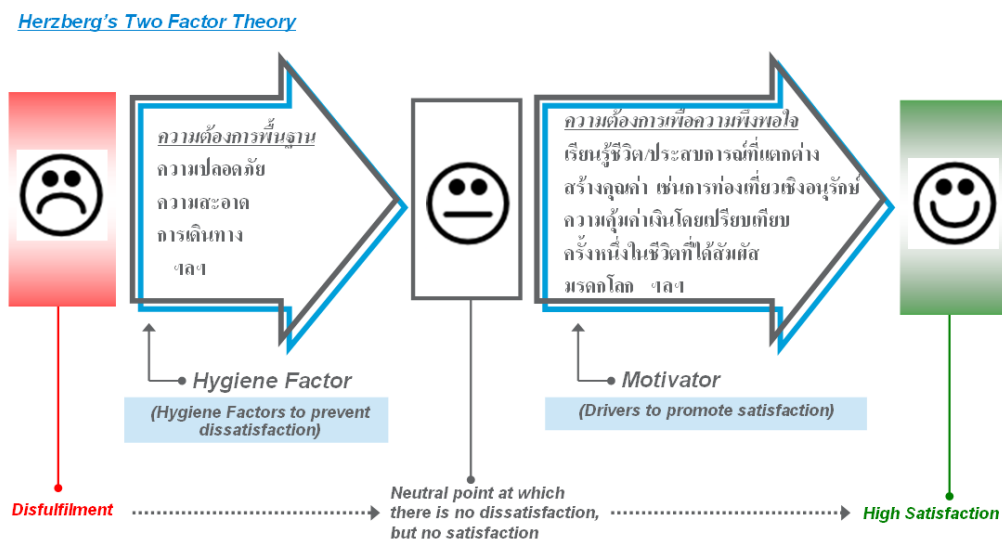 Herzberg's Two Factor Theory
ความต้องการพื้นฐาน
ความปลอดภัย
ความสะอาด
การเดินทาง
ฯลฯ
ความต้องการเพื่อความพึงพอใจ
เรียนรู้ชีวิต/ประสบการณ์ที่แตกต่าง
สร้างคุณค่า เช่นการท่องเที่ยวเชิงอนุรักษ์
ความคุ้มค่าเงินโดยเปรียบเทียบ
ครั้งหนึ่งในชีวิตที่ได้สัมผัส
มรดกโลก ฯลฯ
Hygiene Factor
(Hygiene Factors to prevent
dissatisfaction)
Motivator
(Drivers to promote satisfaction)
Disfulfilment
Neutral point at which
there is no dissatisfaction,
but no satisfaction
High Satisfaction